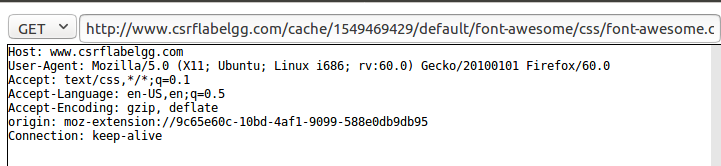 GET http://www.csrflabelgg.com/cache/1549469429/default/font-awesome/css/font-awesome.c
Host: www.csrflabelgg.com
User-Agent: Mozilla/5.0 (X11; Ubuntu; Linux i686; rv:60.0) Gecko/20100101 Firefox/60.0
Accept: text/css,*/*;q=0.1
Accept-Language: en-US,en;q=0.5
Accept-Encoding: gzip, deflate
origin: moz-extension://9c65e60c-10bd-4af1-9099-588e0db9db95
Connection: keep-alive